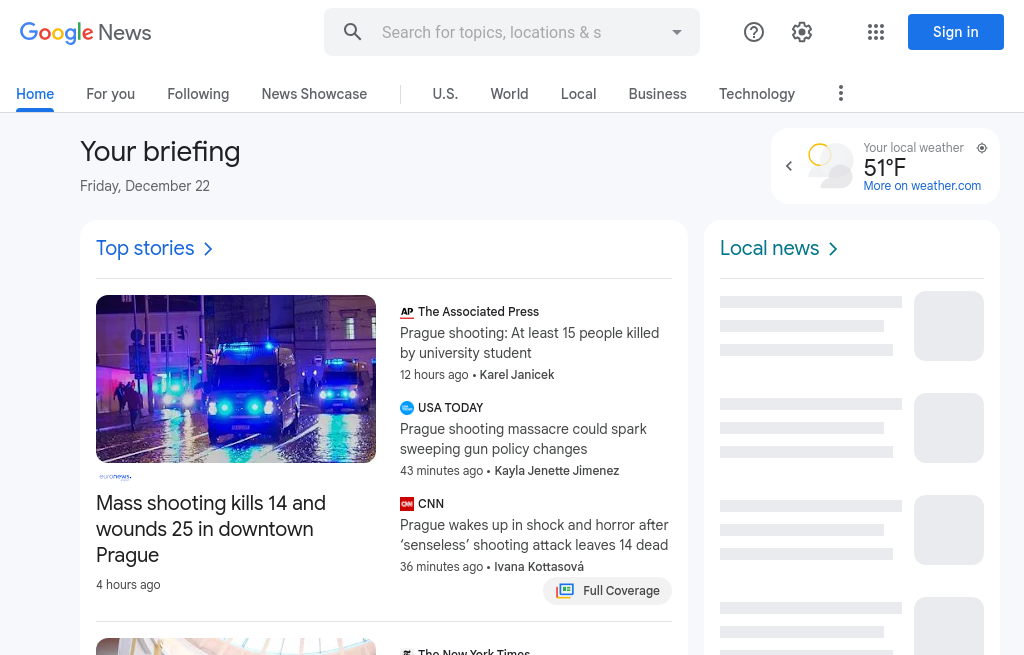 Google News
Search for topics, locations & s
Sign in
Home
For you
Following
News Showcase
U.S.
World
Local
Business
Technology
Your briefing
Friday, December 22
Your local weather
51°F
More on weather.com
Top stories
euronews.
Mass shooting kills 14 and
wounds 25 in downtown
Prague
4 hours ago
AP The Associated Press
Prague shooting: At least 15 people killed
by university student
12 hours ago • Karel Janicek
USA TODAY
Prague shooting massacre could spark
sweeping gun policy changes
43 minutes ago • Kayla Jenette Jimenez
CNN CNN
Prague wakes up in shock and horror after
‘senseless’ shooting attack leaves 14 dead
36 minutes ago • Ivana Kottasová
Full Coverage
The New York Times
Local news